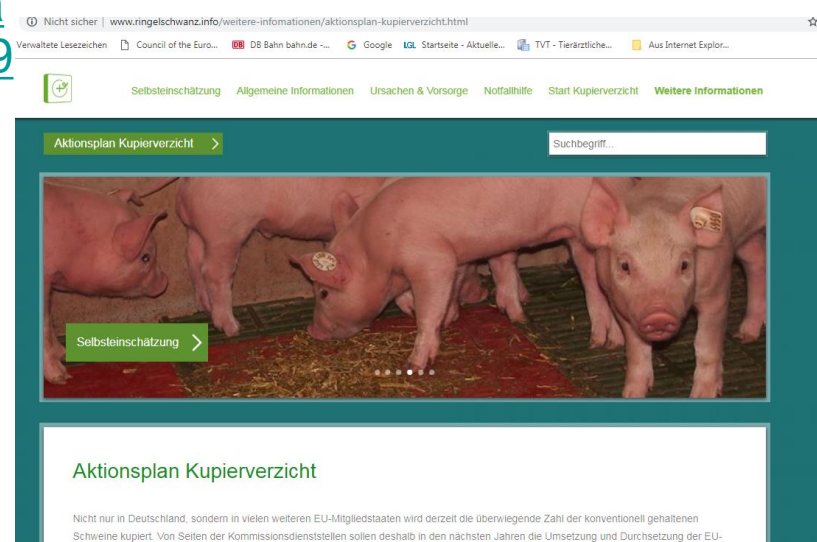 Nicht sicher | www.ringelschwanz.info/weitere-infomationen/aktionsplan-kupierverzicht.html
9
Verwaltete Lesezeichen Council of the Euro... DB DB Bahn bahn.de -... G Google LGL Startseite - Aktuelle... TVT - Tierärztliche... Aus Internet Explor...
Selbsteinschätzung Allgemeine Informationen Ursachen & Vorsorge Notfallhilfe Start Kupierverzicht Weitere Informationen
Aktionsplan Kupierverzicht
Suchbegriff...
Selbsteinschätzung
Aktionsplan Kupierverzicht
Nicht nur in Deutschland, sondern in vielen weiteren EU-Mitgliedstaaten wird derzeit die überwiegende Zahl der konventionell gehaltenen
Schweine kupiert. Von Seiten der Kommissionsdienststellen sollen deshalb in den nächsten Jahren die Umsetzung und Durchsetzung der EU-